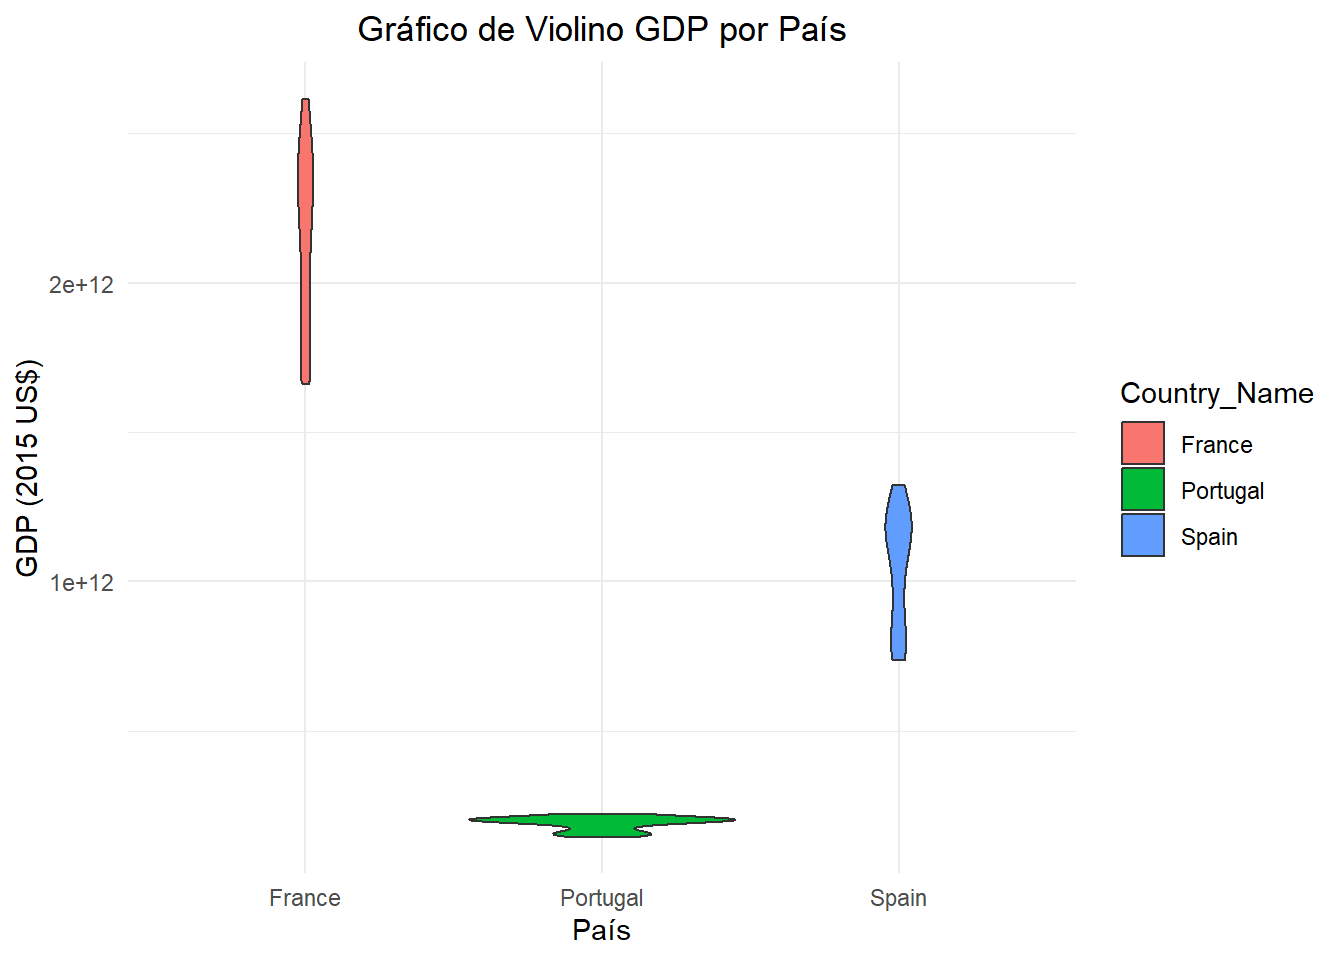 Gráfico de Violino GDP por País
GDP (2015 US$)
2e+12
1e+12
France
Portugal
Spain
País
Country_Name
France
Portugal
Spain